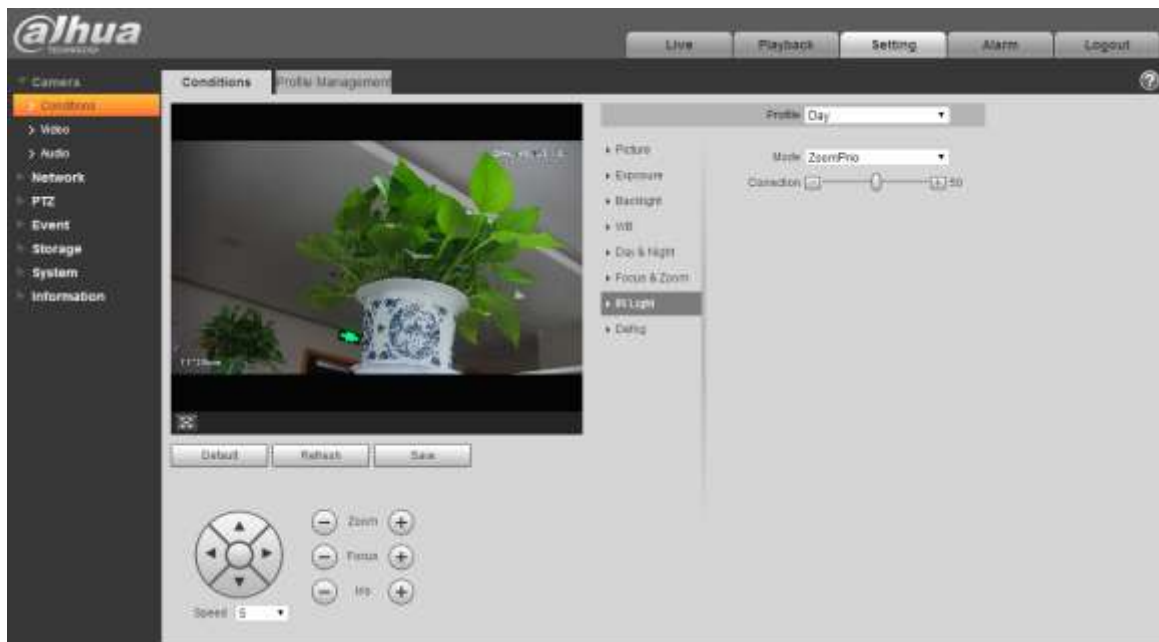 alhua
TECHNOLOGY
Live
Playback
Setting
Alarm
Logout
Camera
Conditions
Video
Audio
Network
PTZ
Event
Storage
System
Information
Conditions
Profile Management
?
Default
Refresh
Save
Zoom
Focus
Iris
Speed 5
Profile Day
Picture
Exposure
Backlight
WB
Day & Night
Focus & Zoom
IR Light
Defog
Mode ZoomPrio
Correction 50